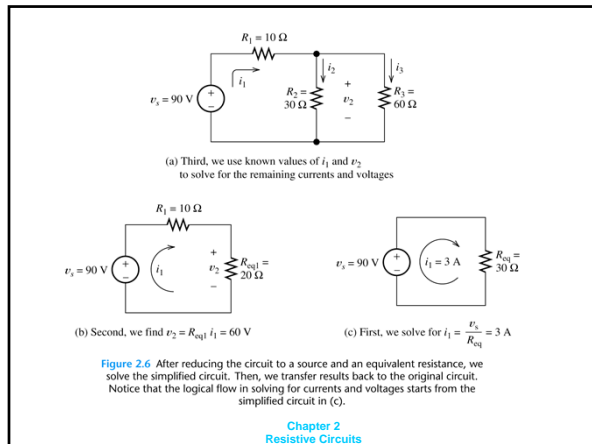 R₁ = 10 Ω
i₁
i₂
i₃
vₛ = 90 V
+
−
R₂ =
30 Ω
+
v₂
−
R₃ =
60 Ω
(a) Third, we use known values of i₁ and v₂
to solve for the remaining currents and voltages
R₁ = 10 Ω
vₛ = 90 V
+
−
i₁
+
v₂
−
Req1 =
20 Ω
(b) Second, we find v₂ = Req1 i₁ = 60 V
vₛ = 90 V
+
−
i₁ = 3 A
Req =
30 Ω
(c) First, we solve for i₁ = vₛ/Req = 3 A
Figure 2.6 After reducing the circuit to a source and an equivalent resistance, we
solve the simplified circuit. Then, we transfer results back to the original circuit.
Notice that the logical flow in solving for currents and voltages starts from the
simplified circuit in (c).
Chapter 2
Resistive Circuits